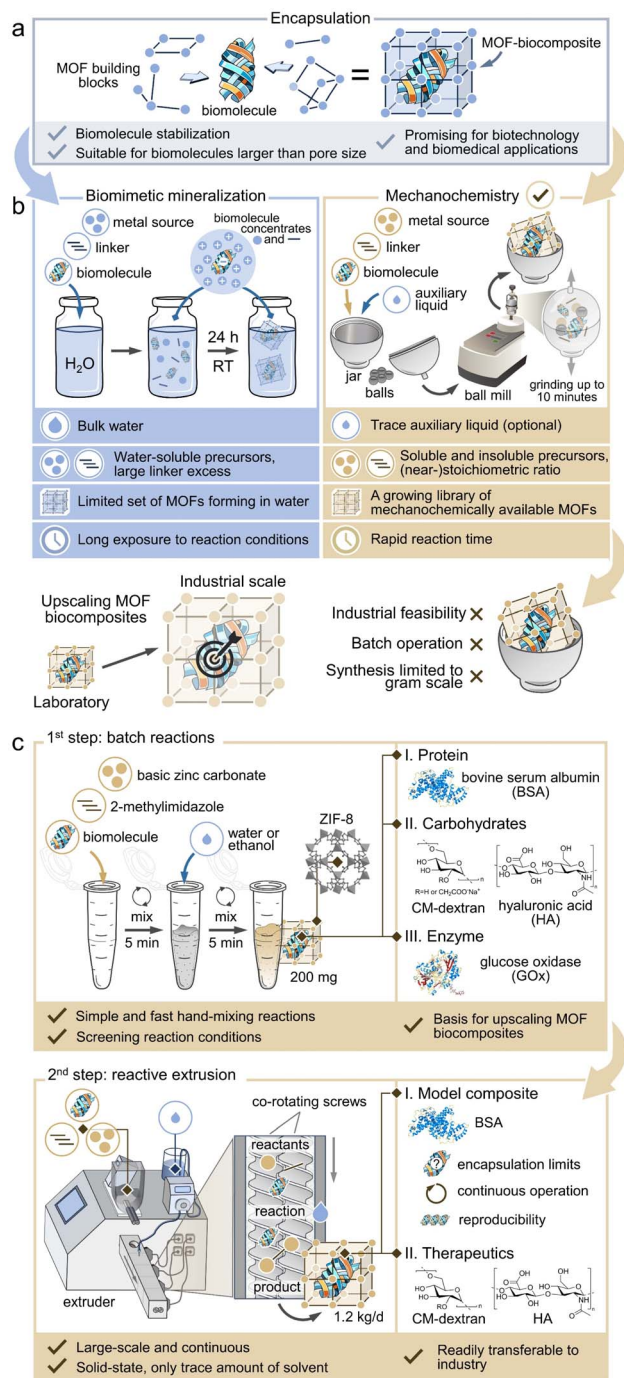 a
Encapsulation
MOF building
blocks
biomolecule
=
MOF-biocomposite
Biomolecule stabilization
Suitable for biomolecules larger than pore size
Promising for biotechnology
and biomedical applications
b
Biomimetic mineralization
metal source
linker
biomolecule
biomolecule
concentrates
and
H₂O
24 h
RT
Bulk water
Water-soluble precursors,
large linker excess
Limited set of MOFs forming in water
Long exposure to reaction conditions
Mechanochemistry
metal source
linker
biomolecule
auxiliary
liquid
jar
balls
ball mill
grinding up to
10 minutes
Trace auxiliary liquid (optional)
Soluble and insoluble precursors,
(near-)stoichiometric ratio
A growing library of
mechanochemically available MOFs
Rapid reaction time
Upscaling MOF
biocomposites
Industrial scale
Laboratory
Industrial feasibility
Batch operation
Synthesis limited to
gram scale
c
1st step: batch reactions
basic zinc carbonate
2-methylimidazole
biomolecule
water or
ethanol
mix
5 min
mix
5 min
ZIF-8
200 mg
I. Protein
bovine serum albumin
(BSA)
II. Carbohydrates
R=H or CH₂COO⁻Na⁺
CM-dextran
hyaluronic acid
(HA)
III. Enzyme
glucose oxidase
(GOx)
Simple and fast hand-mixing reactions
Screening reaction conditions
Basis for upscaling MOF
biocomposites
2nd step: reactive extrusion
co-rotating screws
reactants
reaction
product
extruder
1.2 kg/d
I. Model composite
BSA
?
encapsulation limits
continuous operation
reproducibility
II. Therapeutics
CM-dextran
HA
Large-scale and continuous
Solid-state, only trace amount of solvent
Readily transferable to
industry